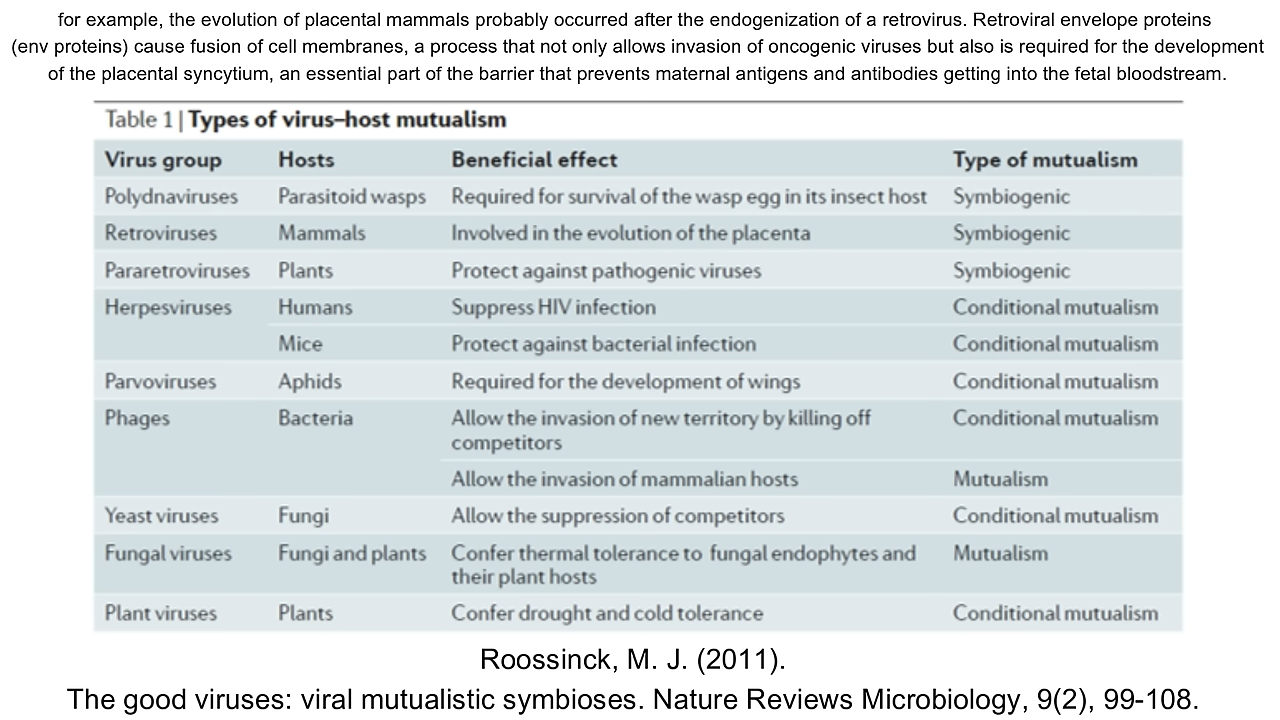 for example, the evolution of placental mammals probably occurred after the endogenization of a retrovirus. Retroviral envelope proteins
(env proteins) cause fusion of cell membranes, a process that not only allows invasion of oncogenic viruses but also is required for the development
of the placental syncytium, an essential part of the barrier that prevents maternal antigens and antibodies getting into the fetal bloodstream.
Table 1 | Types of virus–host mutualism
Virus group Hosts Beneficial effect Type of mutualism
Polydnaviruses Parasitoid wasps Required for survival of the wasp egg in its insect host Symbiogenic
Retroviruses Mammals Involved in the evolution of the placenta Symbiogenic
Pararetroviruses Plants Protect against pathogenic viruses Symbiogenic
Herpesviruses Humans Suppress HIV infection Conditional mutualism
Mice Protect against bacterial infection Conditional mutualism
Parvoviruses Aphids Required for the development of wings Conditional mutualism
Phages Bacteria Allow the invasion of new territory by killing off Conditional mutualism
competitors
Allow the invasion of mammalian hosts Mutualism
Yeast viruses Fungi Allow the suppression of competitors Conditional mutualism
Fungal viruses Fungi and plants Confer thermal tolerance to fungal endophytes and Mutualism
their plant hosts
Plant viruses Plants Confer drought and cold tolerance Conditional mutualism
Roossinck, M. J. (2011).
The good viruses: viral mutualistic symbioses. Nature Reviews Microbiology, 9(2), 99-108.